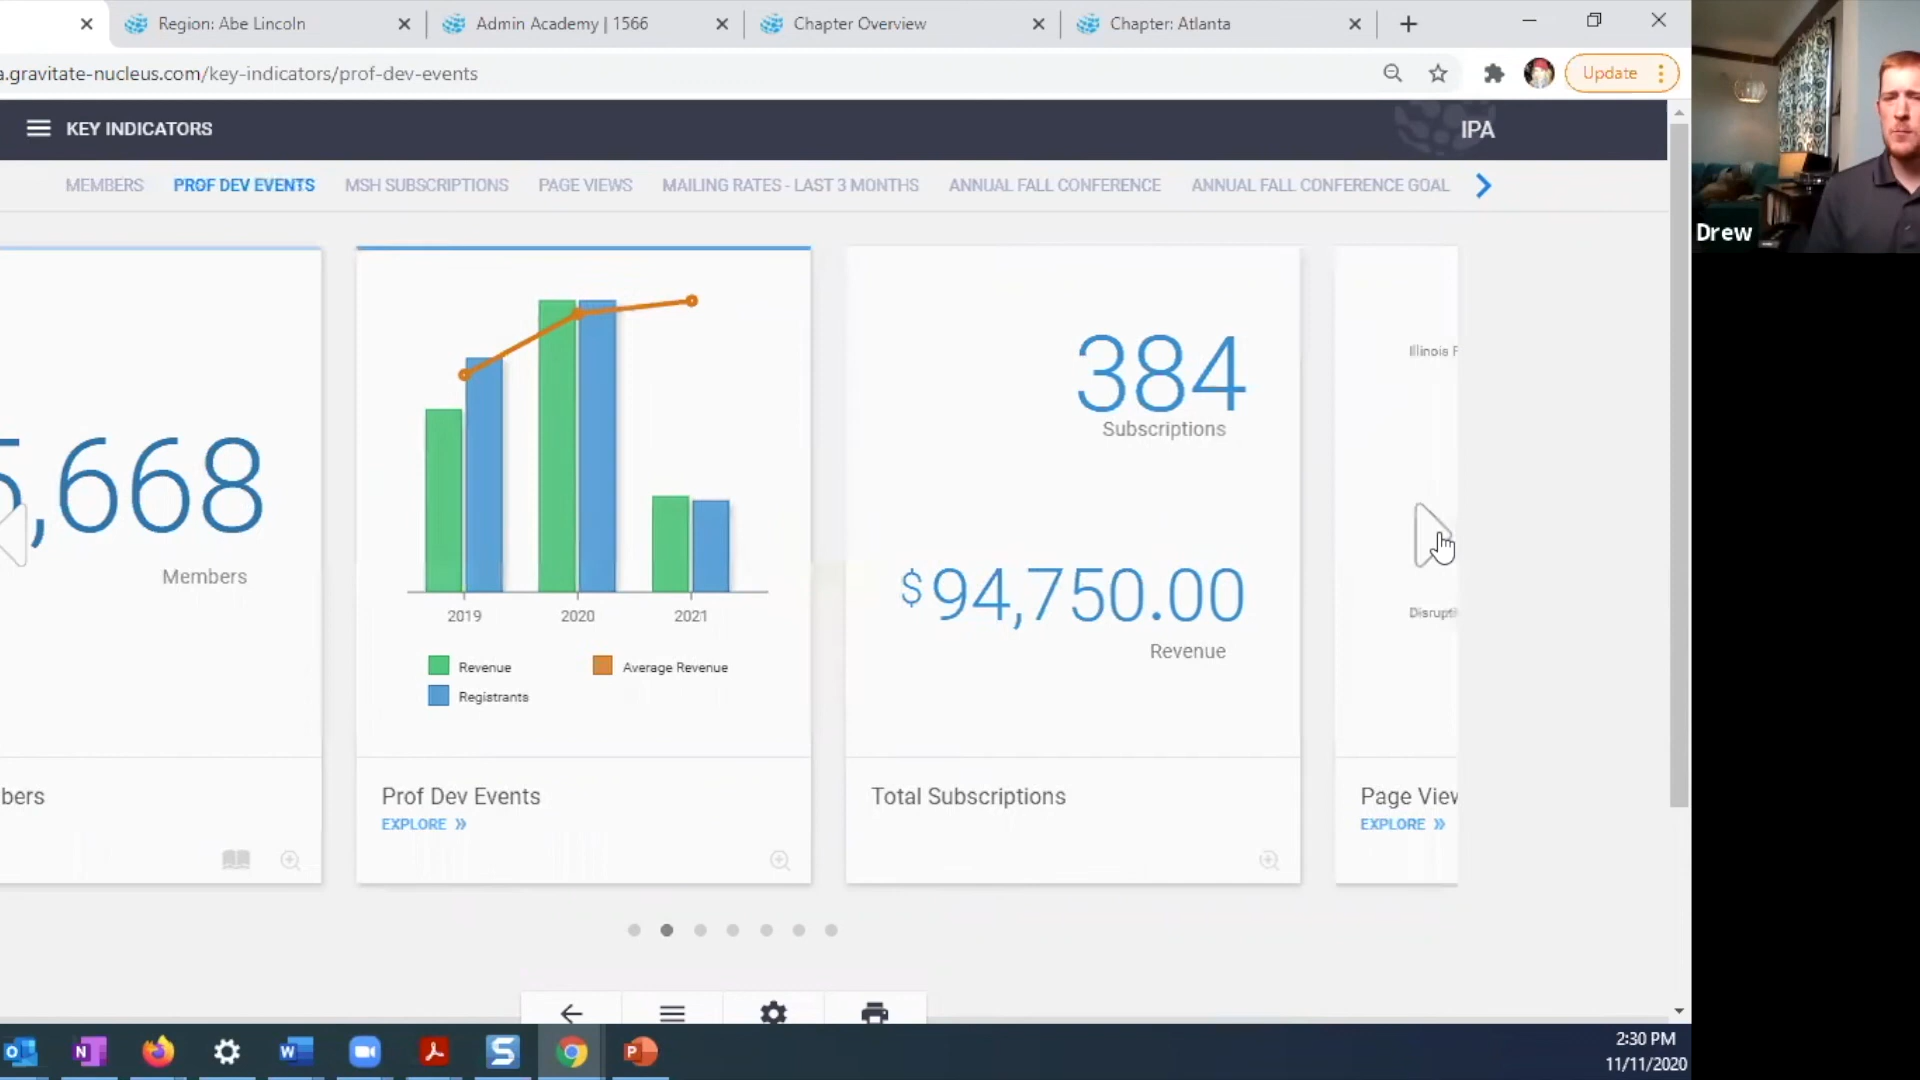 Region: Abe Lincoln
Admin Academy | 1566
Chapter Overview
Chapter: Atlanta
a.gravitate-nucleus.com/key-indicators/prof-dev-events
Update
KEY INDICATORS
IPA
MEMBERS
PROF DEV EVENTS
MSH SUBSCRIPTIONS
PAGE VIEWS
MAILING RATES - LAST 3 MONTHS
ANNUAL FALL CONFERENCE
ANNUAL FALL CONFERENCE GOAL
Drew
5,668
Members
bers
2019
2020
2021
Revenue
Average Revenue
Registrants
Prof Dev Events
EXPLORE »
384
Subscriptions
$94,750.00
Revenue
Total Subscriptions
Illinois
Disrupt
Page View
EXPLORE »
2:30 PM
11/11/2020